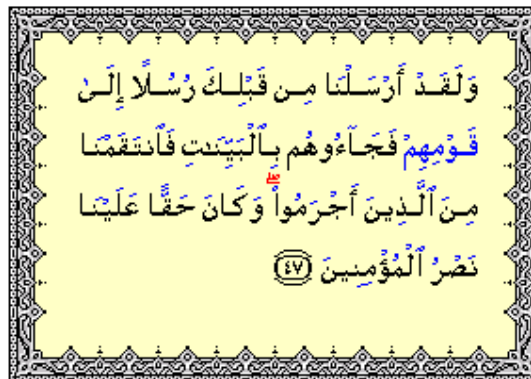 وَلَقَدْ أَرْسَلْنَا مِن قَبْلِكَ رُسُلًا إِلَىٰ
قَوْمِهِمْ فَجَآءُوهُم بِٱلْبَيِّنَٰتِ فَٱنتَقَمْنَا
مِنَ ٱلَّذِينَ أَجْرَمُوا۟ ۖ وَكَانَ حَقًّا عَلَيْنَا
نَصْرُ ٱلْمُؤْمِنِينَ ٤٧